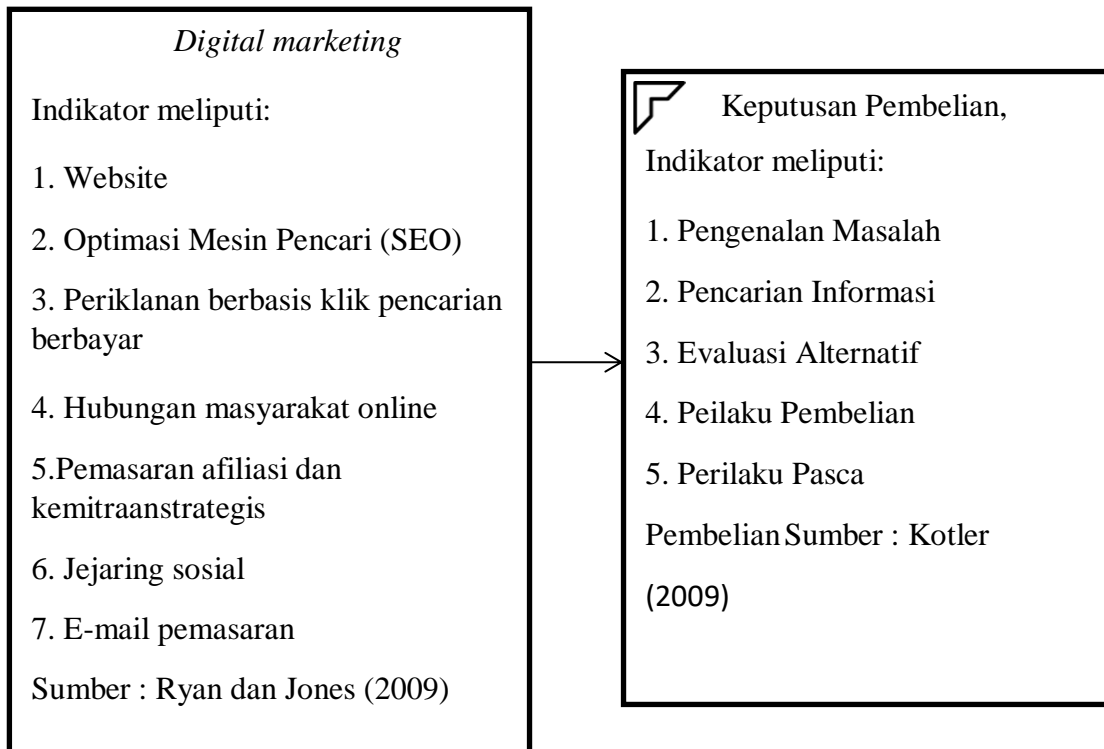 Digital marketing
Indikator meliputi:
1. Website
2. Optimasi Mesin Pencari (SEO)
3. Periklanan berbasis klik pencarian
berbayar
4. Hubungan masyarakat online
5.Pemasaran afiliasi dan
kemitraanstrategis
6. Jejaring sosial
7. E-mail pemasaran
Sumber : Ryan dan Jones (2009)
Keputusan Pembelian,
Indikator meliputi:
1. Pengenalan Masalah
2. Pencarian Informasi
3. Evaluasi Alternatif
4. Peilaku Pembelian
5. Perilaku Pasca
Pembelian Sumber : Kotler
(2009)